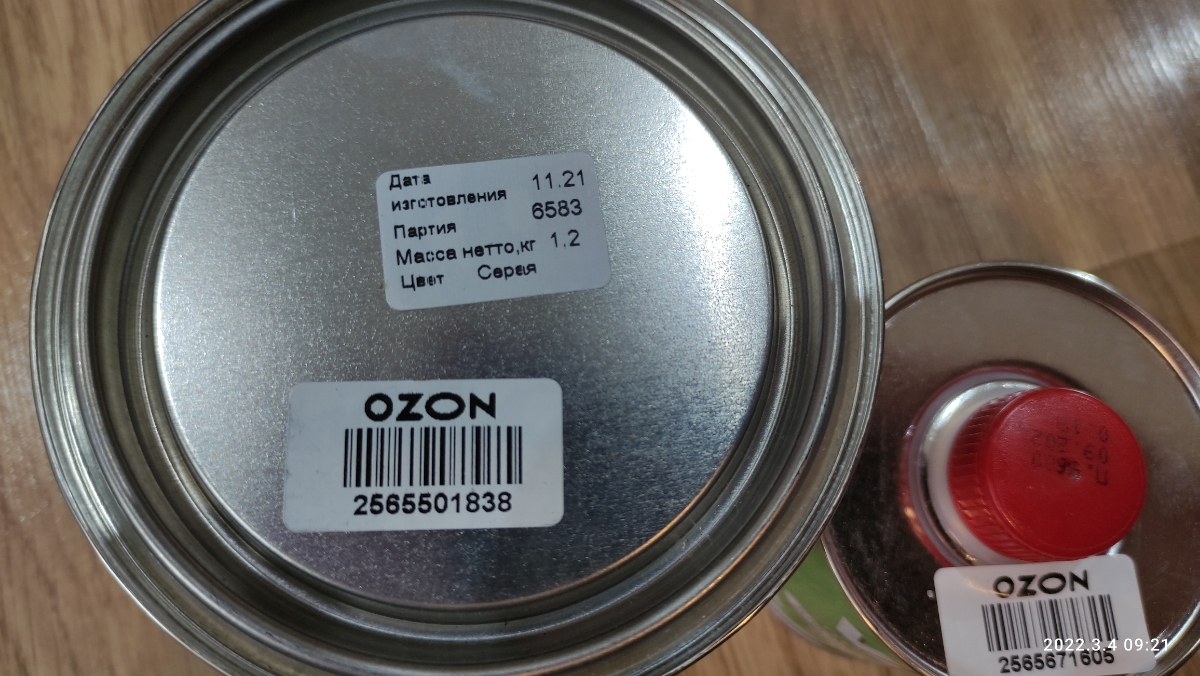 Дата
изготовления 11.21
Партия 6583
Масса нетто,кг 1,2
Цвет Серая
OZON
2565501838
OZON
2022.3.4 09:21
2565671605